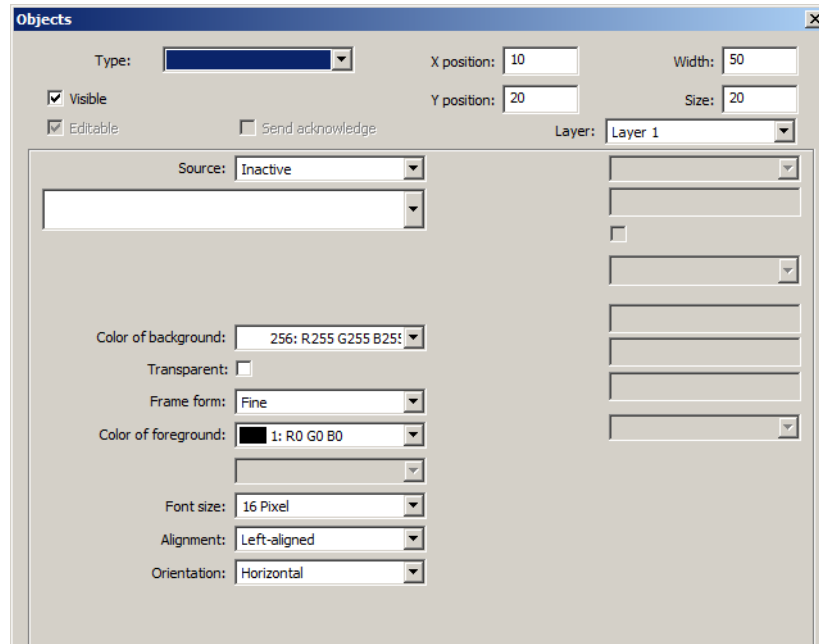 Objects
Type:
X position: 10
Width: 50
Visible
Y position: 20
Size: 20
Editable
Send acknowledge
Layer: Layer 1
Source: Inactive
Color of background: 256: R255 G255 B255
Transparent:
Frame form: Fine
Color of foreground: 1: R0 G0 B0
Font size: 16 Pixel
Alignment: Left-aligned
Orientation: Horizontal